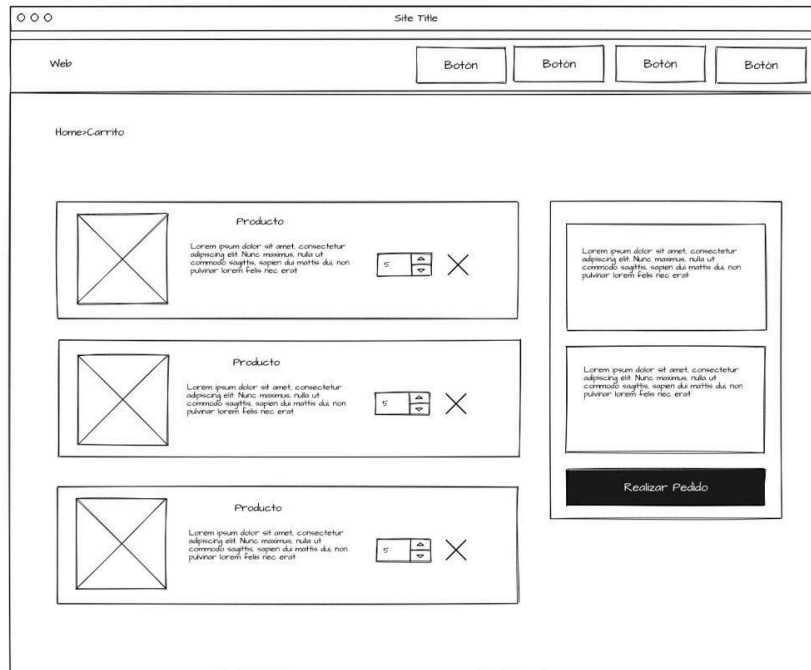 Site Title
Web
Botón
Botón
Botón
Botón
Home>Carrito
Producto
Lorem ipsum dolor sit amet, consectetur
adipiscing elit. Nunc maximus, nulla ut
commodo sagittis, sapien dui mattis dui, non
pulvinar lorem felis nec erat
5
Producto
Lorem ipsum dolor sit amet, consectetur
adipiscing elit. Nunc maximus, nulla ut
commodo sagittis, sapien dui mattis dui, non
pulvinar lorem felis nec erat
5
Producto
Lorem ipsum dolor sit amet, consectetur
adipiscing elit. Nunc maximus, nulla ut
commodo sagittis, sapien dui mattis dui, non
pulvinar lorem felis nec erat
5
Lorem ipsum dolor sit amet, consectetur
adipiscing elit. Nunc maximus, nulla ut
commodo sagittis, sapien dui mattis dui, non
pulvinar lorem felis nec erat
Lorem ipsum dolor sit amet, consectetur
adipiscing elit. Nunc maximus, nulla ut
commodo sagittis, sapien dui mattis dui, non
pulvinar lorem felis nec erat
Realizar Pedido